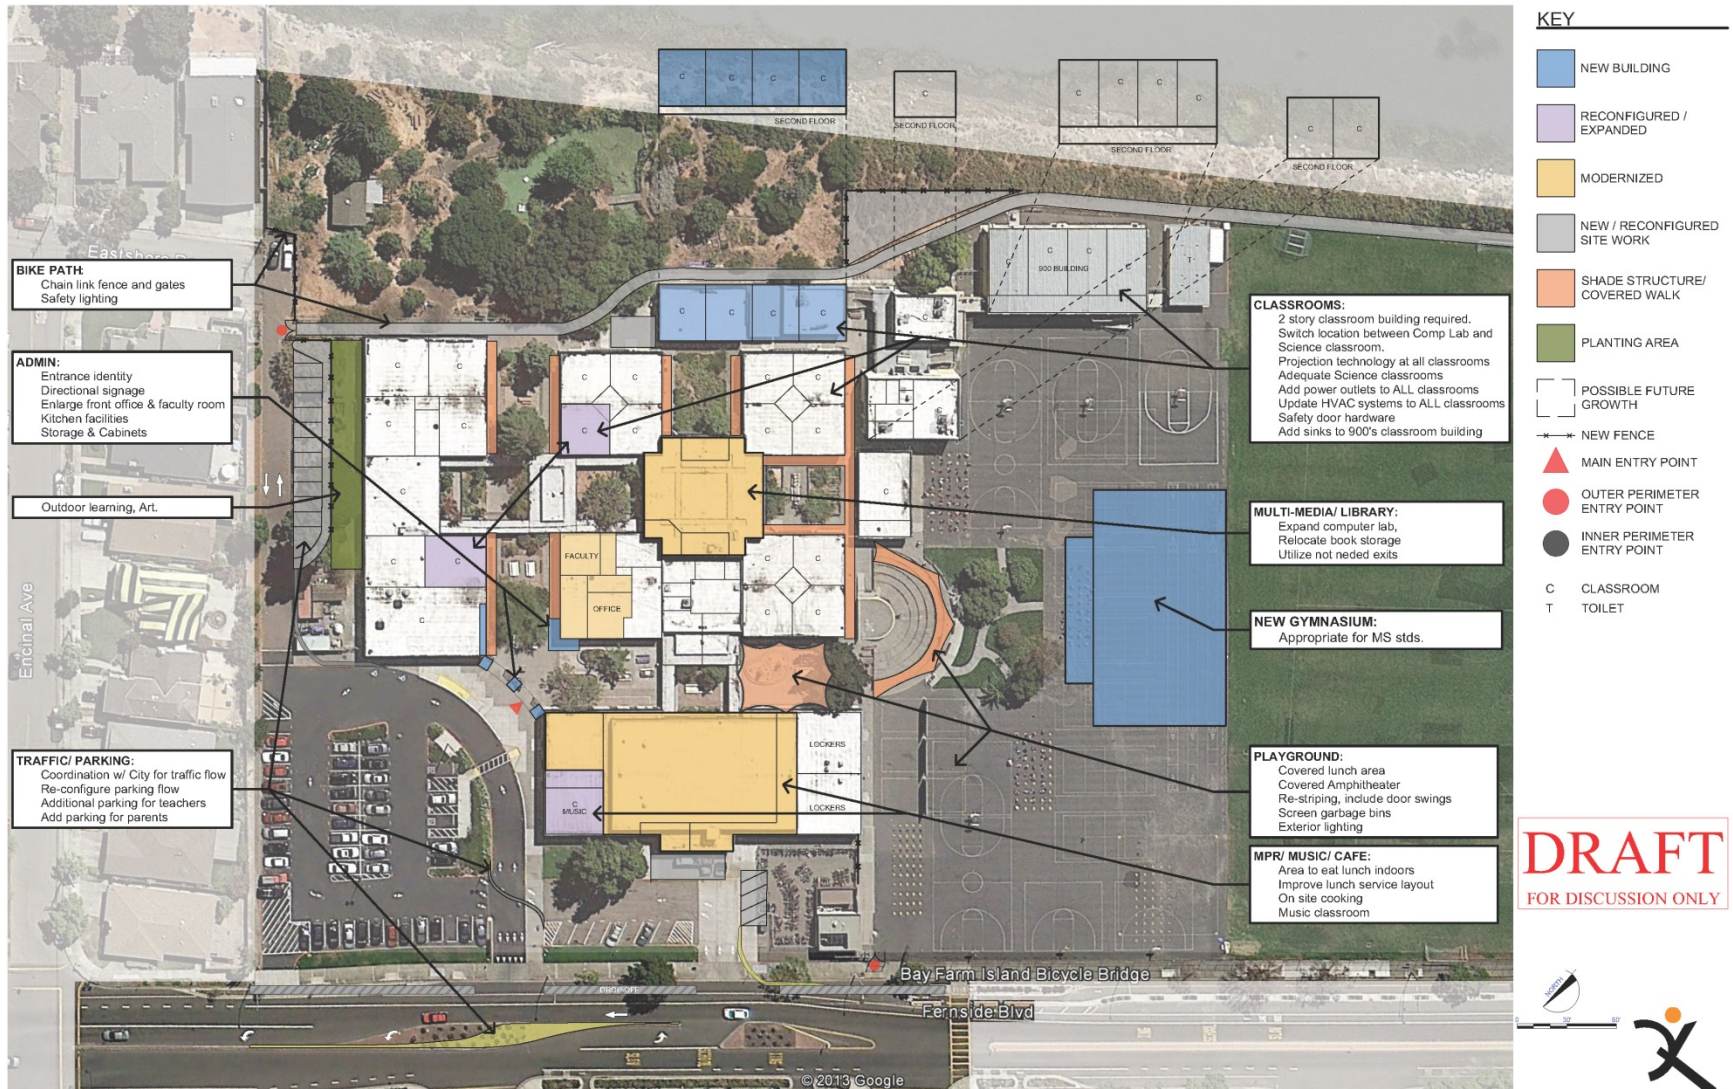 KEY
NEW BUILDING
RECONFIGURED /
EXPANDED
MODERNIZED
NEW / RECONFIGURED
SITE WORK
SHADE STRUCTURE/
COVERED WALK
PLANTING AREA
POSSIBLE FUTURE
GROWTH
NEW FENCE
MAIN ENTRY POINT
OUTER PERIMETER
ENTRY POINT
INNER PERIMETER
ENTRY POINT
C CLASSROOM
T TOILET
C C C C
SECOND FLOOR
C
SECOND FLOOR
C C C C
SECOND FLOOR
C C
SECOND FLOOR
BIKE PATH:
Chain link fence and gates
Safety lighting
ADMIN:
Entrance identity
Directional signage
Enlarge front office & faculty room
Kitchen facilities
Storage & Cabinets
Outdoor learning, Art.
Encinal Ave
TRAFFIC/ PARKING:
Coordination w/ City for traffic flow
Re-configure parking flow
Additional parking for teachers
Add parking for parents
900 BUILDING
T
FACULTY
OFFICE
C
MUSIC
LOCKERS
LOCKERS
CLASSROOMS:
2 story classroom building required.
Switch location between Comp Lab and
Science classroom.
Projection technology at all classrooms
Adequate Science classrooms
Add power outlets to ALL classrooms
Update HVAC systems to ALL classrooms
Safety door hardware
Add sinks to 900's classroom building
MULTI-MEDIA/ LIBRARY:
Expand computer lab,
Relocate book storage
Utilize not neded exits
NEW GYMNASIUM:
Appropriate for MS stds.
PLAYGROUND:
Covered lunch area
Covered Amphitheater
Re-striping, include door swings
Screen garbage bins
Exterior lighting
MPR/ MUSIC/ CAFE:
Area to eat lunch indoors
Improve lunch service layout
On site cooking
Music classroom
DRAFT
FOR DISCUSSION ONLY
NORTH
Bay Farm Island Bicycle Bridge
DROP-OFF
Fernside Blvd
© 2013 Google